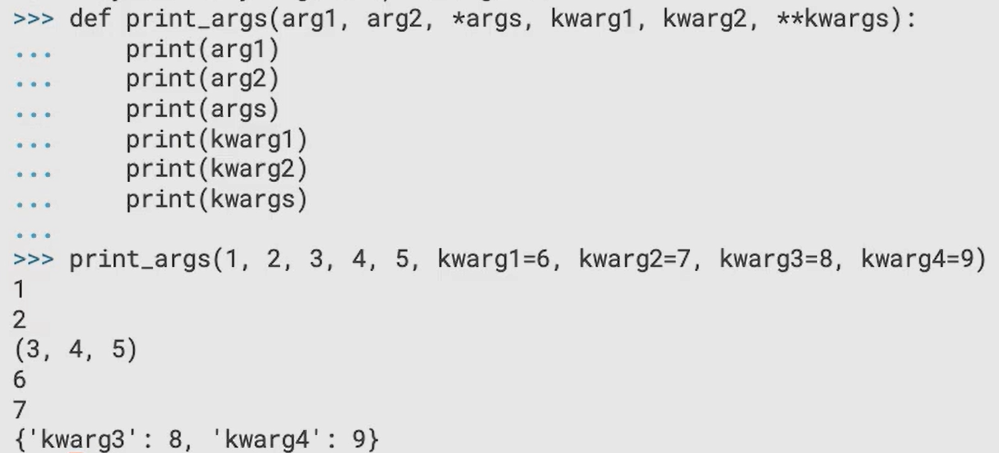 >>> def print_args(arg1, arg2, *args, kwarg1, kwarg2, **kwargs):
...     print(arg1)
...     print(arg2)
...     print(args)
...     print(kwarg1)
...     print(kwarg2)
...     print(kwargs)
...
>>> print_args(1, 2, 3, 4, 5, kwarg1=6, kwarg2=7, kwarg3=8, kwarg4=9)
1
2
(3, 4, 5)
6
7
{'kwarg3': 8, 'kwarg4': 9}